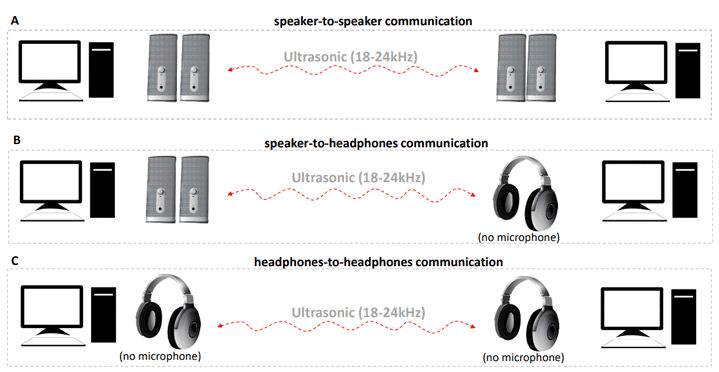 A
speaker-to-speaker communication
Ultrasonic (18-24kHz)
B
speaker-to-headphones communication
Ultrasonic (18-24kHz)
(no microphone)
C
headphones-to-headphones communication
Ultrasonic (18-24kHz)
(no microphone)
(no microphone)